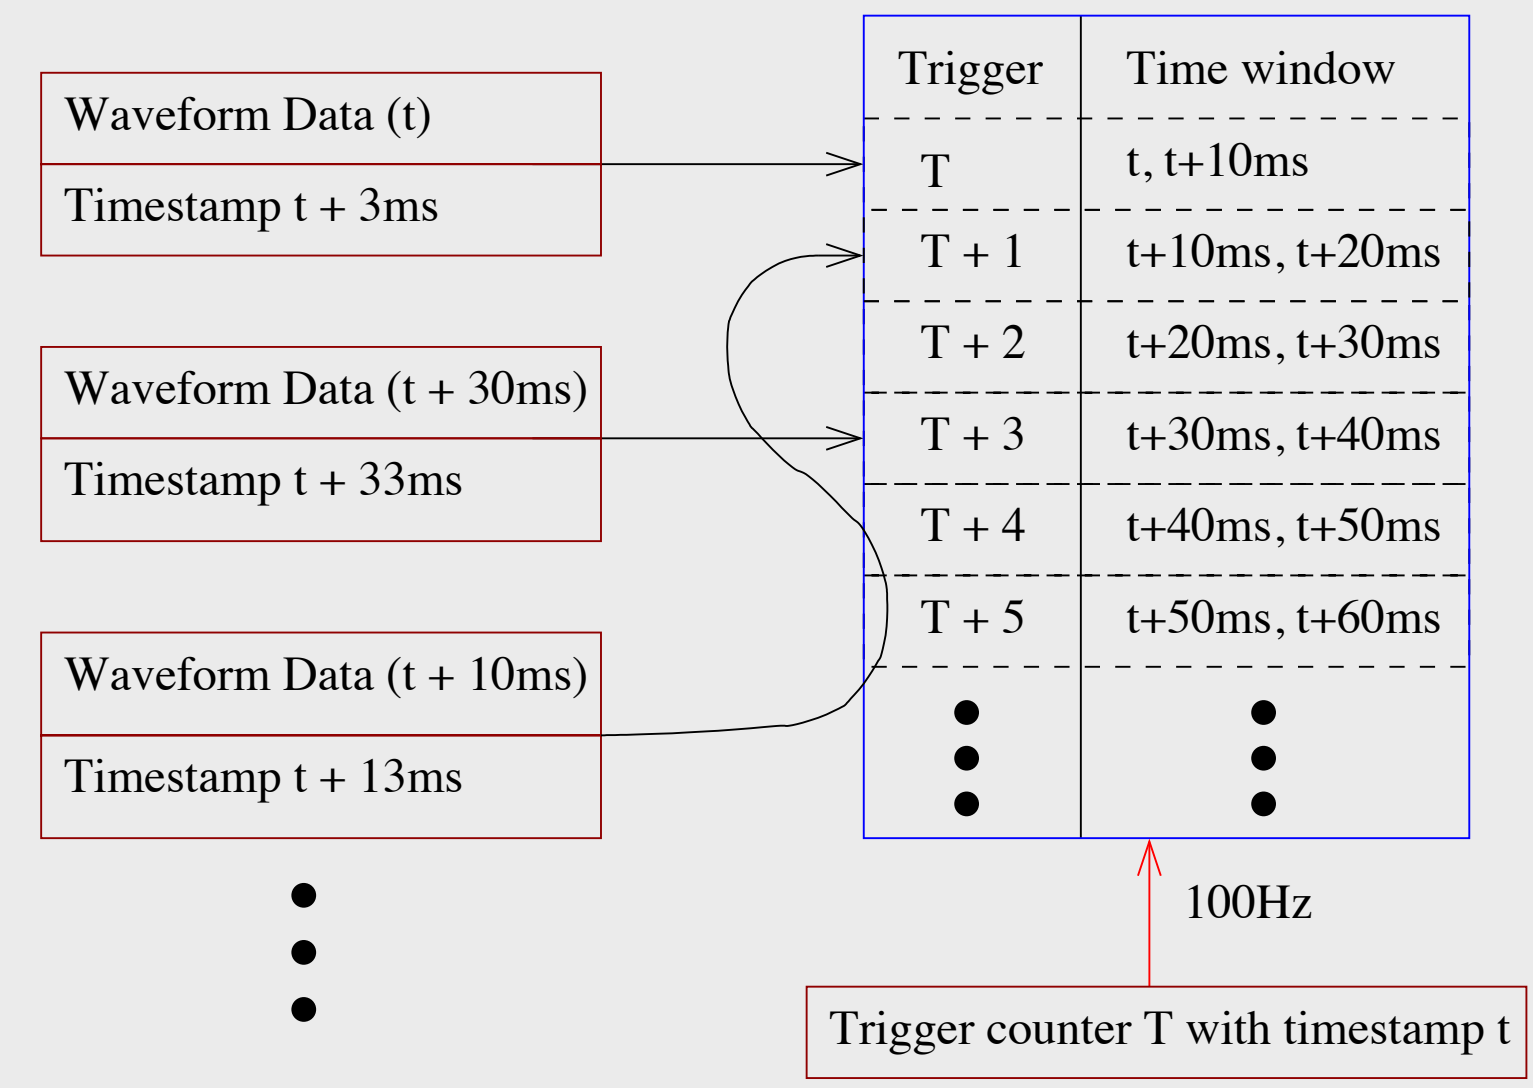 Waveform Data (t)
Timestamp t + 3ms
Waveform Data (t + 30ms)
Timestamp t + 33ms
Waveform Data (t + 10ms)
Timestamp t + 13ms
Trigger Time window
T t, t+10ms
T + 1 t+10ms, t+20ms
T + 2 t+20ms, t+30ms
T + 3 t+30ms, t+40ms
T + 4 t+40ms, t+50ms
T + 5 t+50ms, t+60ms
100Hz
Trigger counter T with timestamp t